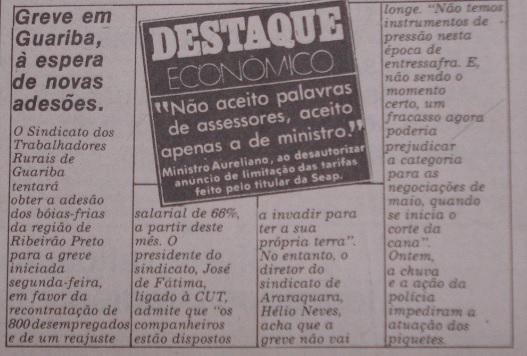 Greve em
Guariba,
à espera
de novas
adesões.
O Sindicato dos
Trabalhadores
Rurais de
Guariba
tentará
obter a adesão
dos bóias-frias
da região de
Ribeirão Preto
para a greve
iniciada
segunda-feira,
em favor da
recontratação de
800 desempregados
e de um reajuste
salarial de 66%,
a partir deste
mês. O
presidente do
sindicato, José
de Fátima,
ligado à CUT,
admite que "os
companheiros
estão dispostos
a invadir para
ter a sua
própria terra".
No entanto, o
diretor do
sindicato de
Araraquara,
Hélio Neves,
acha que a
greve não vai
longe. "Não temos
instrumentos de
pressão nesta
época de
entressafra. E,
não sendo o
momento
certo, um
fracasso agora
poderia
prejudicar
a categoria
para as
negociações de
maio, quando
se inicia o
corte da
cana".
Ontem,
a chuva
e a ação da
polícia
impediram a
atuação dos
piquetes.
DESTAQUE
ECONÔMICO
"Não aceito palavras
de assessores, aceito
apenas a de ministro."
Ministro Aureliano, ao desautorizar
anúncio de limitação das tarifas
feito pelo titular da Seap.